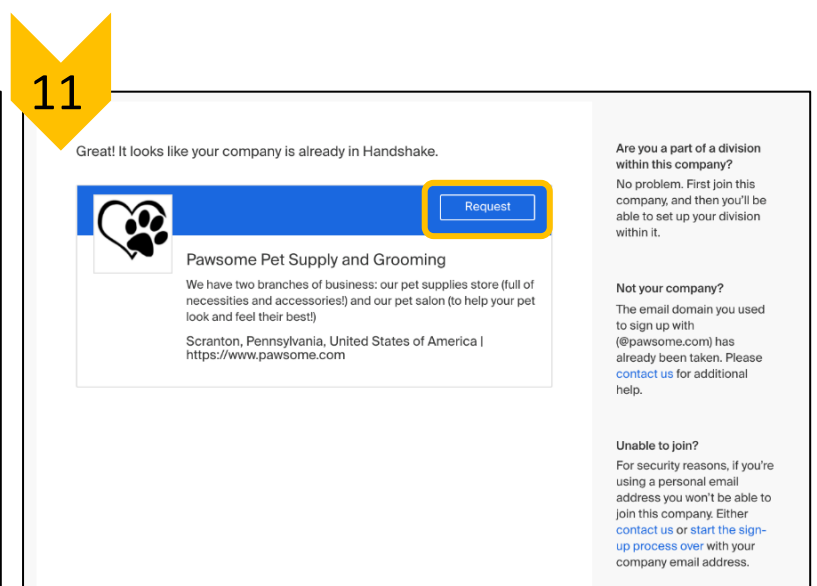 11
Great! It looks like your company is already in Handshake.
Request
Pawsome Pet Supply and Grooming
We have two branches of business: our pet supplies store (full of
necessities and accessories!) and our pet salon (to help your pet
look and feel their best!)
Scranton, Pennsylvania, United States of America |
https://www.pawsome.com
Are you a part of a division
within this company?
No problem. First join this
company, and then you'll be
able to set up your division
within it.
Not your company?
The email domain you used
to sign up with
(@pawsome.com) has
already been taken. Please
contact us for additional
help.
Unable to join?
For security reasons, if you're
using a personal email
address you won't be able to
join this company. Either
contact us or start the sign-
up process over with your
company email address.